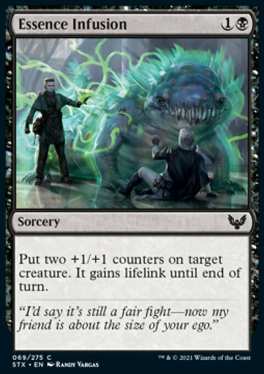 Essence Infusion 1
Sorcery
Put two +1/+1 counters on target
creature. It gains lifelink until end of
turn.
“I’d say it’s still a fair fight—now my
friend is about the size of your ego.”
069/275 C
STX • EN RANDY VARGAS
™ & © 2021 Wizards of the Coast